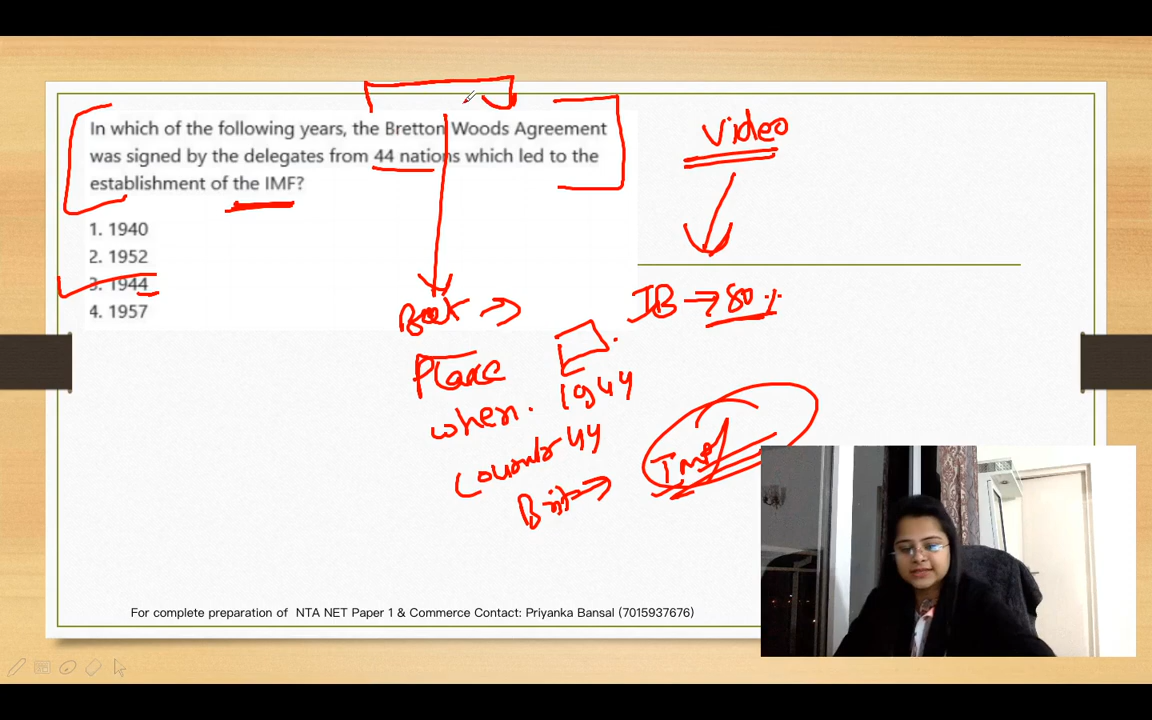 In which of the following years, the Bretton Woods Agreement
was signed by the delegates from 44 nations which led to the
establishment of the IMF?
1. 1940
2. 1952
3. 1944
4. 1957
video
IB → 80 %
Place
when. 1944
44
For complete preparation of NTA NET Paper 1 & Commerce Contact: Priyanka Bansal (7015937676)